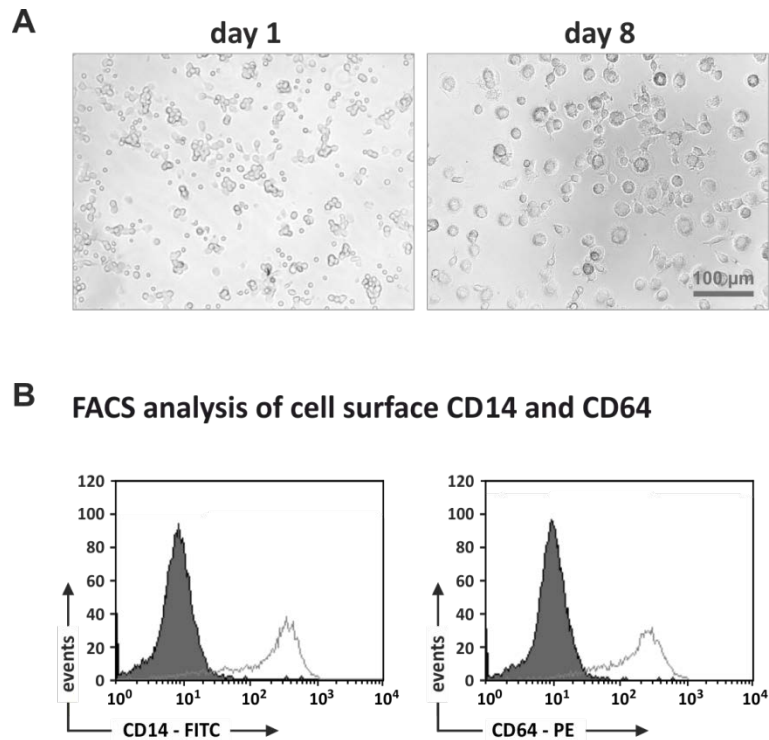 A
day 1
day 8
100 µm
B
FACS analysis of cell surface CD14 and CD64
120
100
80
60
40
20
0
events
10⁰
10¹
10²
10³
10⁴
CD14 - FITC
120
100
80
60
40
20
0
events
10⁰
10¹
10²
10³
10⁴
CD64 - PE